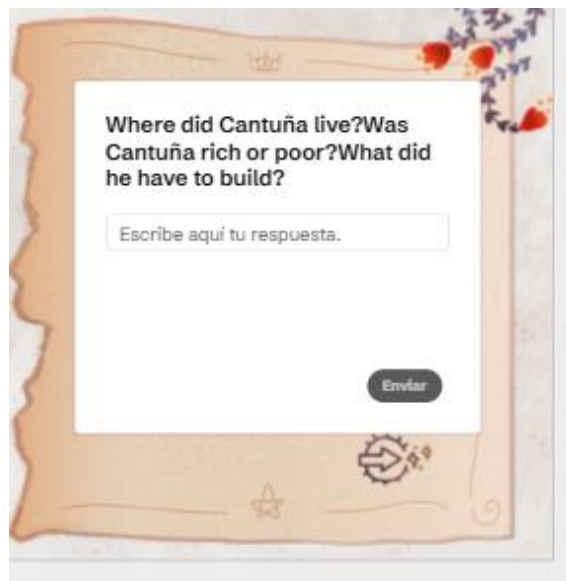 Where did Cantuña live?Was
Cantuña rich or poor?What did
he have to build?
Escribe aquí tu respuesta.
Enviar